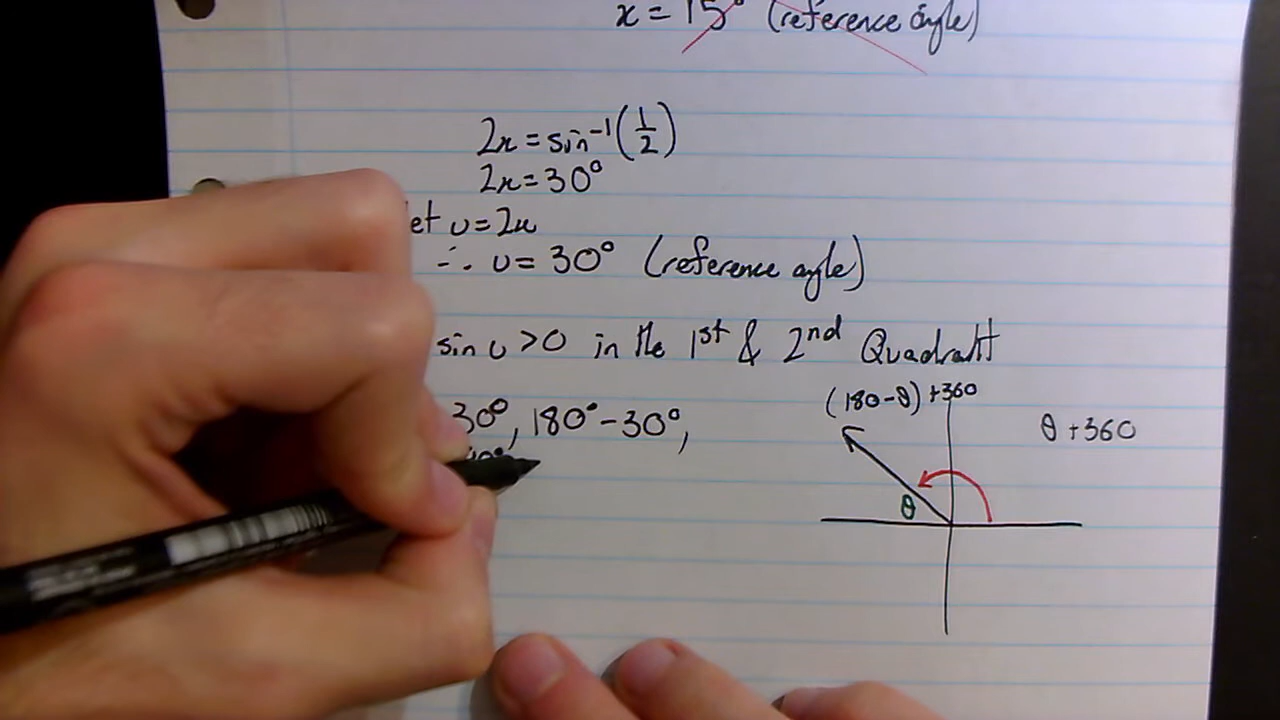 x = 15° (reference angle)
2x = sin⁻¹(1/2)
2x = 30°
let u = 2x
∴ u = 30° (reference angle)
sin u > 0 in the 1st & 2nd Quadrant
30°, 180° - 30°,
(180 - θ) + 360
θ + 360
θ